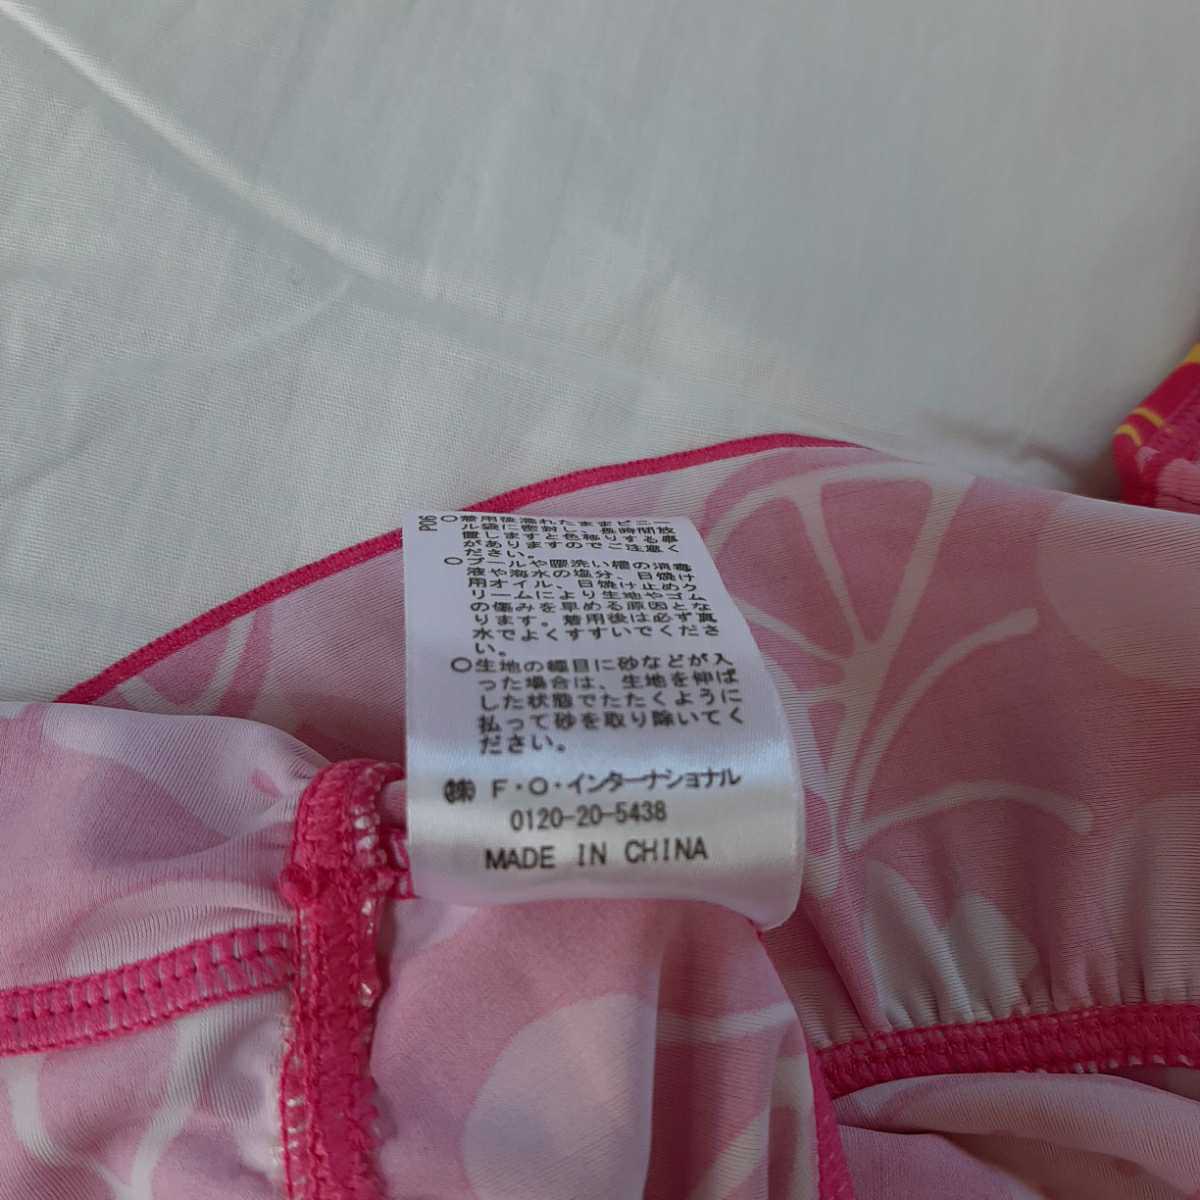 P06
○着用後濡れたままビニー
ル袋に密封し、長時間放
置しますと色移りする事
がありますのでご注意く
ださい。
○プールや腰洗い槽の消毒
液や海水の塩分、日焼け
用オイル、日焼け止めク
リームにより生地やゴム
の傷みを早める原因とな
ります。着用後は必ず真
水でよくすすいでくださ
い。
○生地の織目に砂などが入
った場合は、生地を伸ばし
した状態でたたくように
払って砂を取り除いてく
ださい。
㈱ F・O・インターナショナル
0120-20-5438
MADE IN CHINA